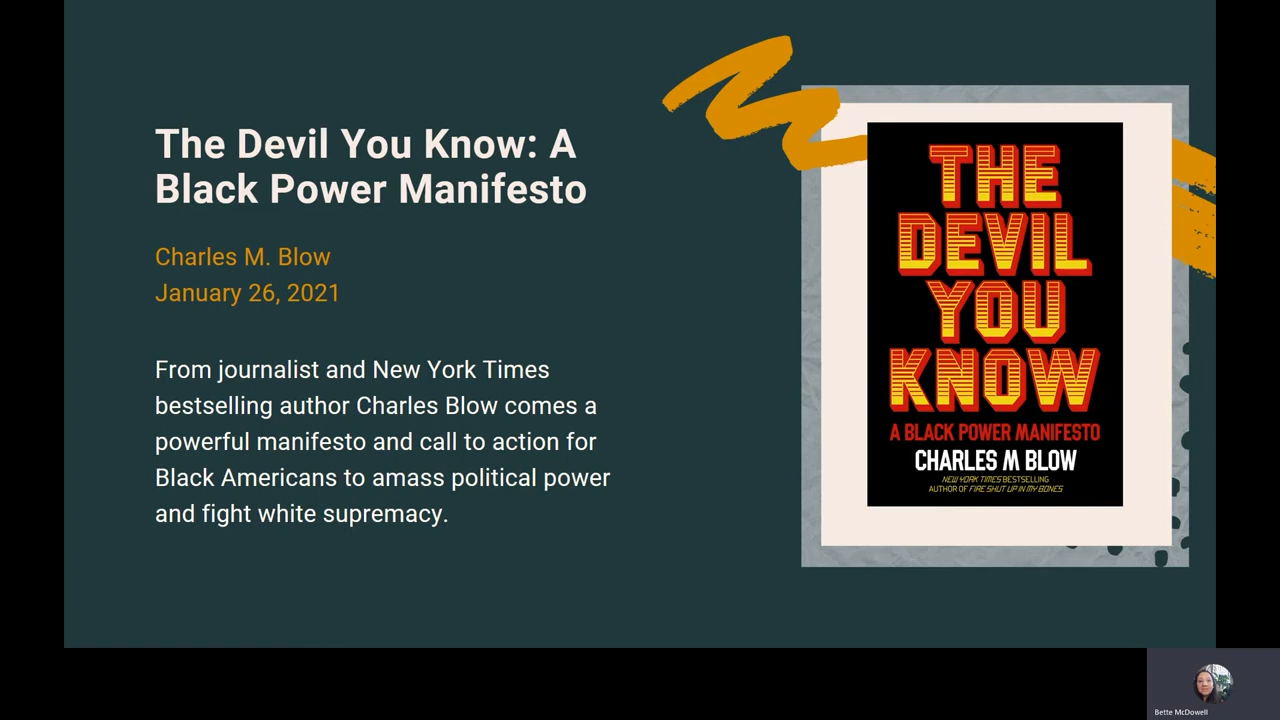 The Devil You Know: A
Black Power Manifesto
Charles M. Blow
January 26, 2021
From journalist and New York Times
bestselling author Charles Blow comes a
powerful manifesto and call to action for
Black Americans to amass political power
and fight white supremacy.
THE
DEVIL
YOU
KNOW
A BLACK POWER MANIFESTO
CHARLES M BLOW
NEW YORK TIMES BESTSELLING
AUTHOR OF FIRE SHUT UP IN MY BONES
Bette McDowell